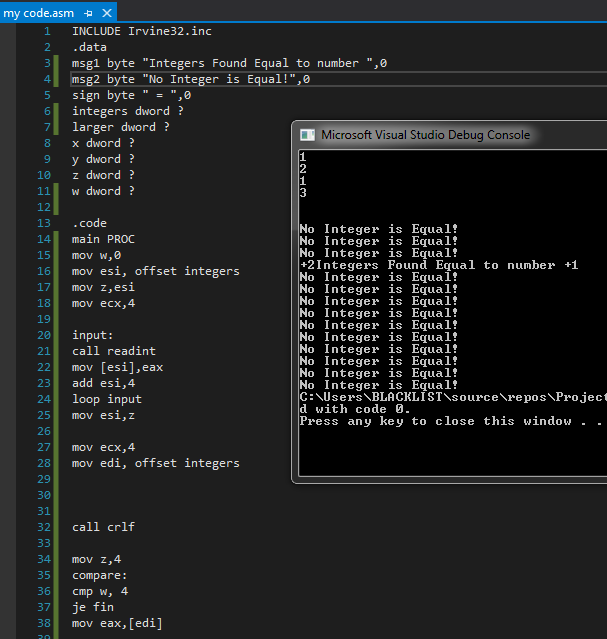 my code.asm
1 INCLUDE Irvine32.inc
2 .data
3 msg1 byte "Integers Found Equal to number ",0
4 msg2 byte "No Integer is Equal!",0
5 sign byte " = ",0
6 integers dword ?
7 larger dword ?
8 x dword ?
9 y dword ?
10 z dword ?
11 w dword ?
12
13 .code
14 main PROC
15 mov w,0
16 mov esi, offset integers
17 mov z,esi
18 mov ecx,4
19
20 input:
21 call readint
22 mov [esi],eax
23 add esi,4
24 loop input
25 mov esi,z
26
27 mov ecx,4
28 mov edi, offset integers
29
30
31
32 call crlf
33
34 mov z,4
35 compare:
36 cmp w, 4
37 je fin
38 mov eax,[edi]
39
Microsoft Visual Studio Debug Console
1
2
1
3
No Integer is Equal!
No Integer is Equal!
No Integer is Equal!
+2Integers Found Equal to number +1
No Integer is Equal!
No Integer is Equal!
No Integer is Equal!
No Integer is Equal!
No Integer is Equal!
No Integer is Equal!
No Integer is Equal!
No Integer is Equal!
No Integer is Equal!
No Integer is Equal!
C:\Users\BLACKLIST\source\repos\Project
d with code 0.
Press any key to close this window . .